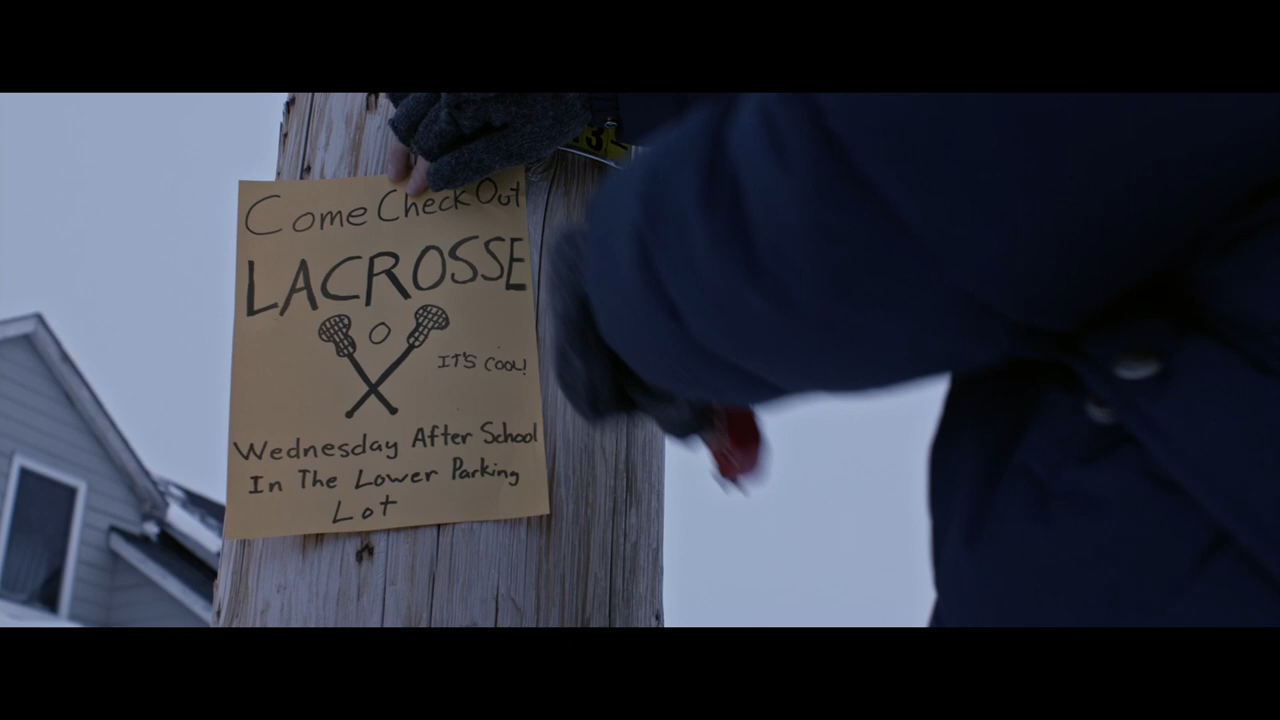 Come Check Out
LACROSSE
IT'S COOL!
Wednesday After School
In The Lower Parking
Lot